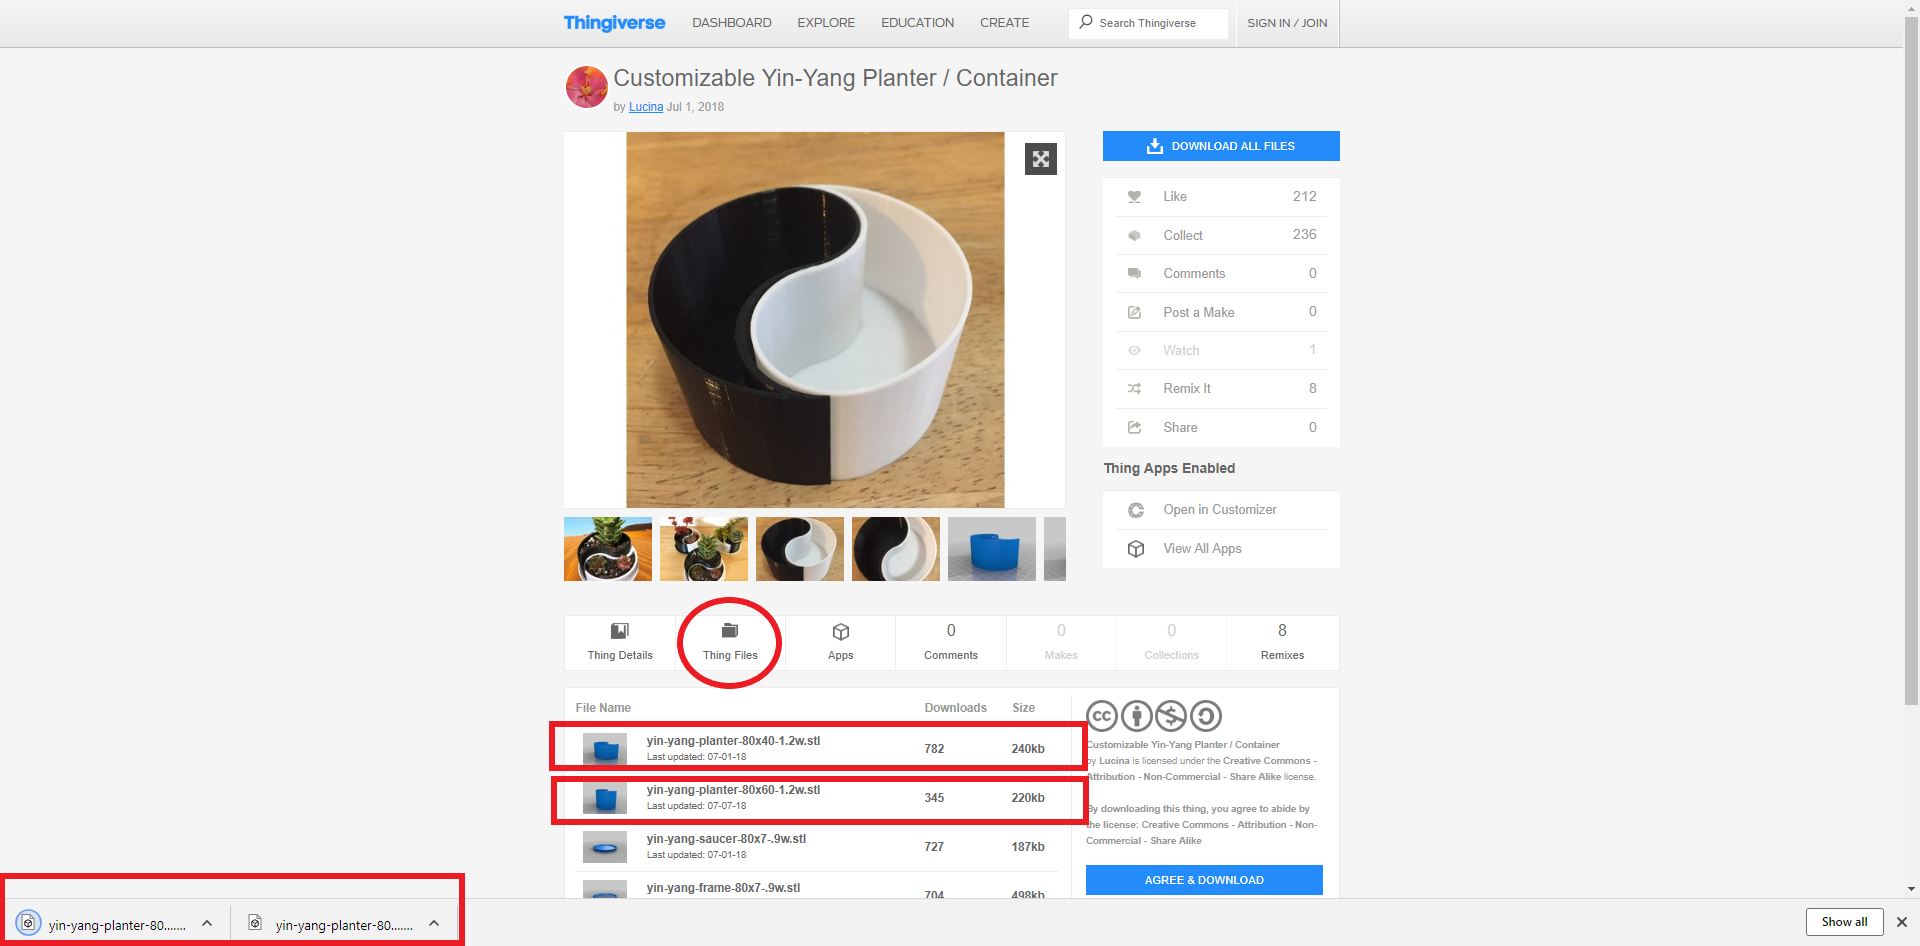 Thingiverse DASHBOARD EXPLORE EDUCATION CREATE Search Thingiverse SIGN IN / JOIN
Customizable Yin-Yang Planter / Container
by Lucina Jul 1, 2018
DOWNLOAD ALL FILES
Like 212
Collect 236
Comments 0
Post a Make 0
Watch 1
Remix It 8
Share 0
Thing Apps Enabled
Open in Customizer
View All Apps
0 0 0 8
Thing Details Thing Files Apps Comments Makes Collections Remixes
File Name Downloads Size
yin-yang-planter-80x40-1.2w.stl
Last updated: 07-01-18
782 240kb
yin-yang-planter-80x60-1.2w.stl
Last updated: 07-07-18
345 220kb
yin-yang-saucer-80x7-.9w.stl
Last updated: 07-01-18
727 187kb
yin-yang-frame-80x7-.9w.stl
704 498kb
cc
Customizable Yin-Yang Planter / Container
by Lucina is licensed under the Creative Commons -
Attribution - Non-Commercial - Share Alike license.
By downloading this thing, you agree to abide by
the license: Creative Commons - Attribution - Non-
Commercial - Share Alike
AGREE & DOWNLOAD
yin-yang-planter-80....... yin-yang-planter-80.......
Show all